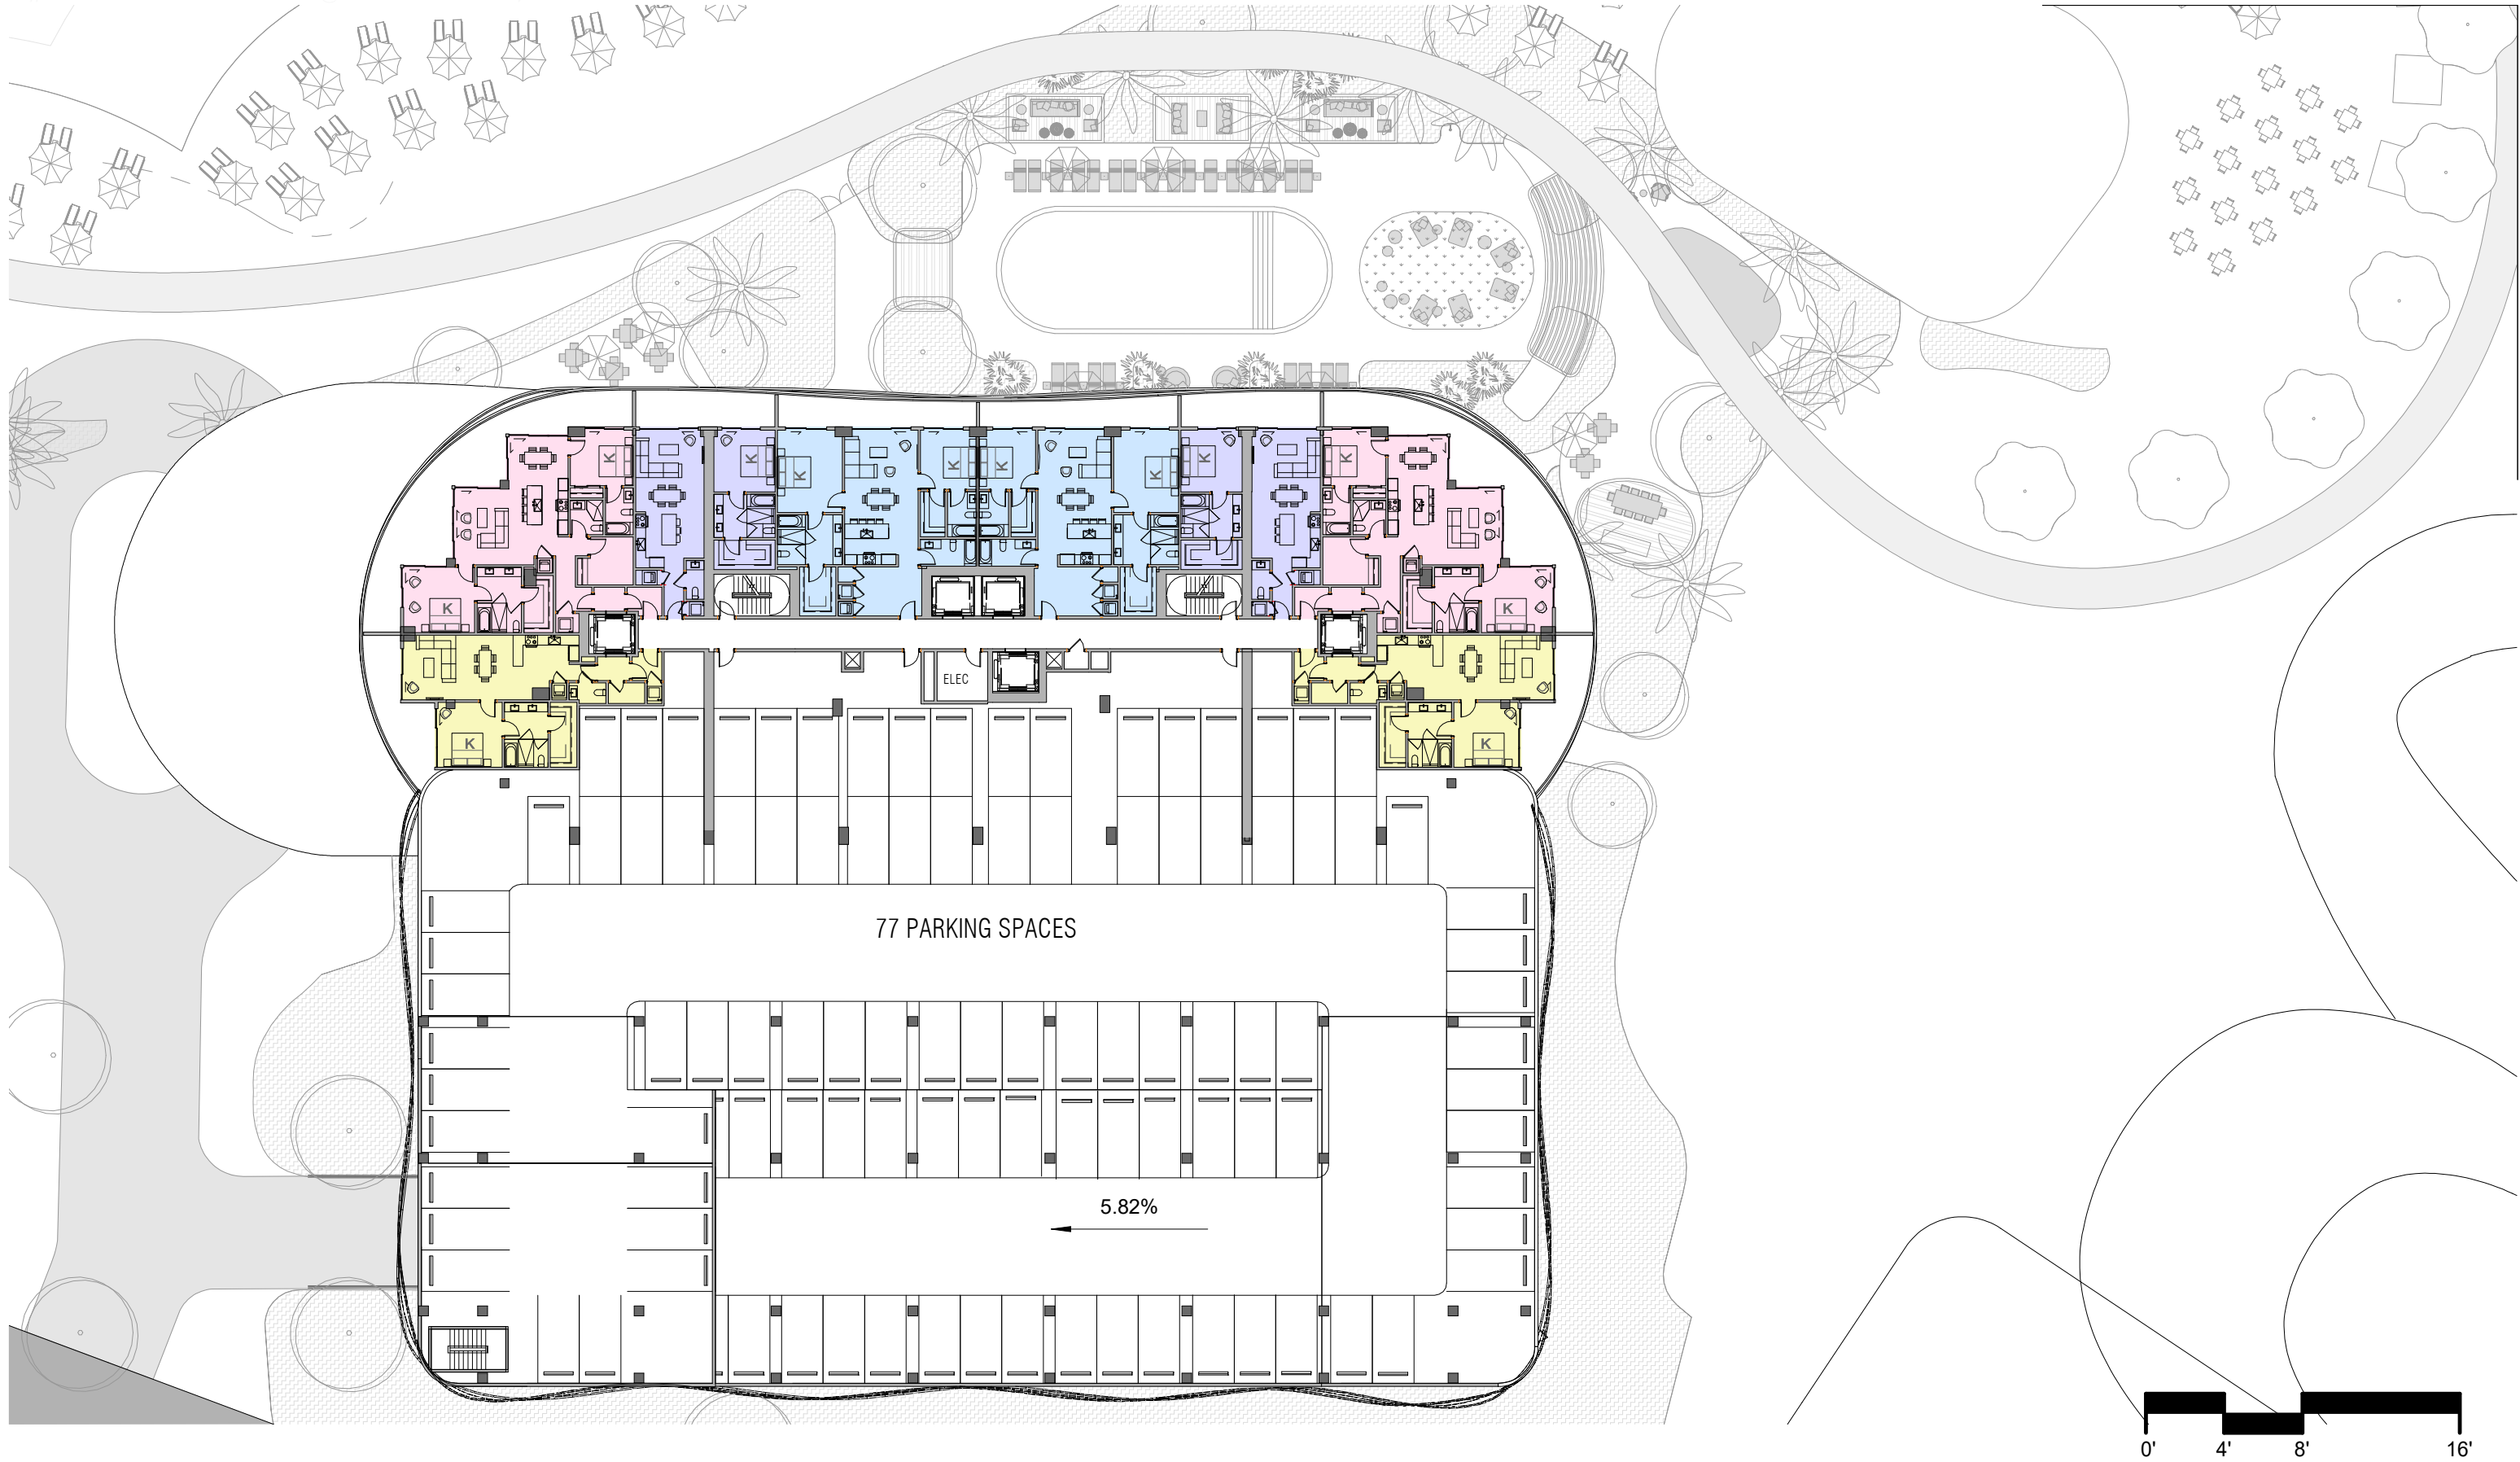 K K K K K K K K
K K
ELEC
K K
77 PARKING SPACES
5.82%
0' 4' 8' 16'